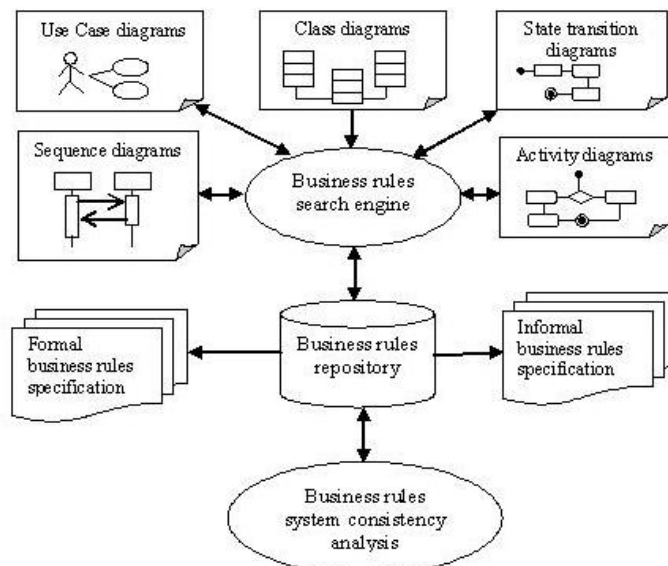 Use Case diagrams
Class diagrams
State transition
diagrams
Sequence diagrams
Business rules
search engine
Activity diagrams
Formal
business rules
specification
Business rules
repository
Informal
business rules
specification
Business rules
system consistency
analysis